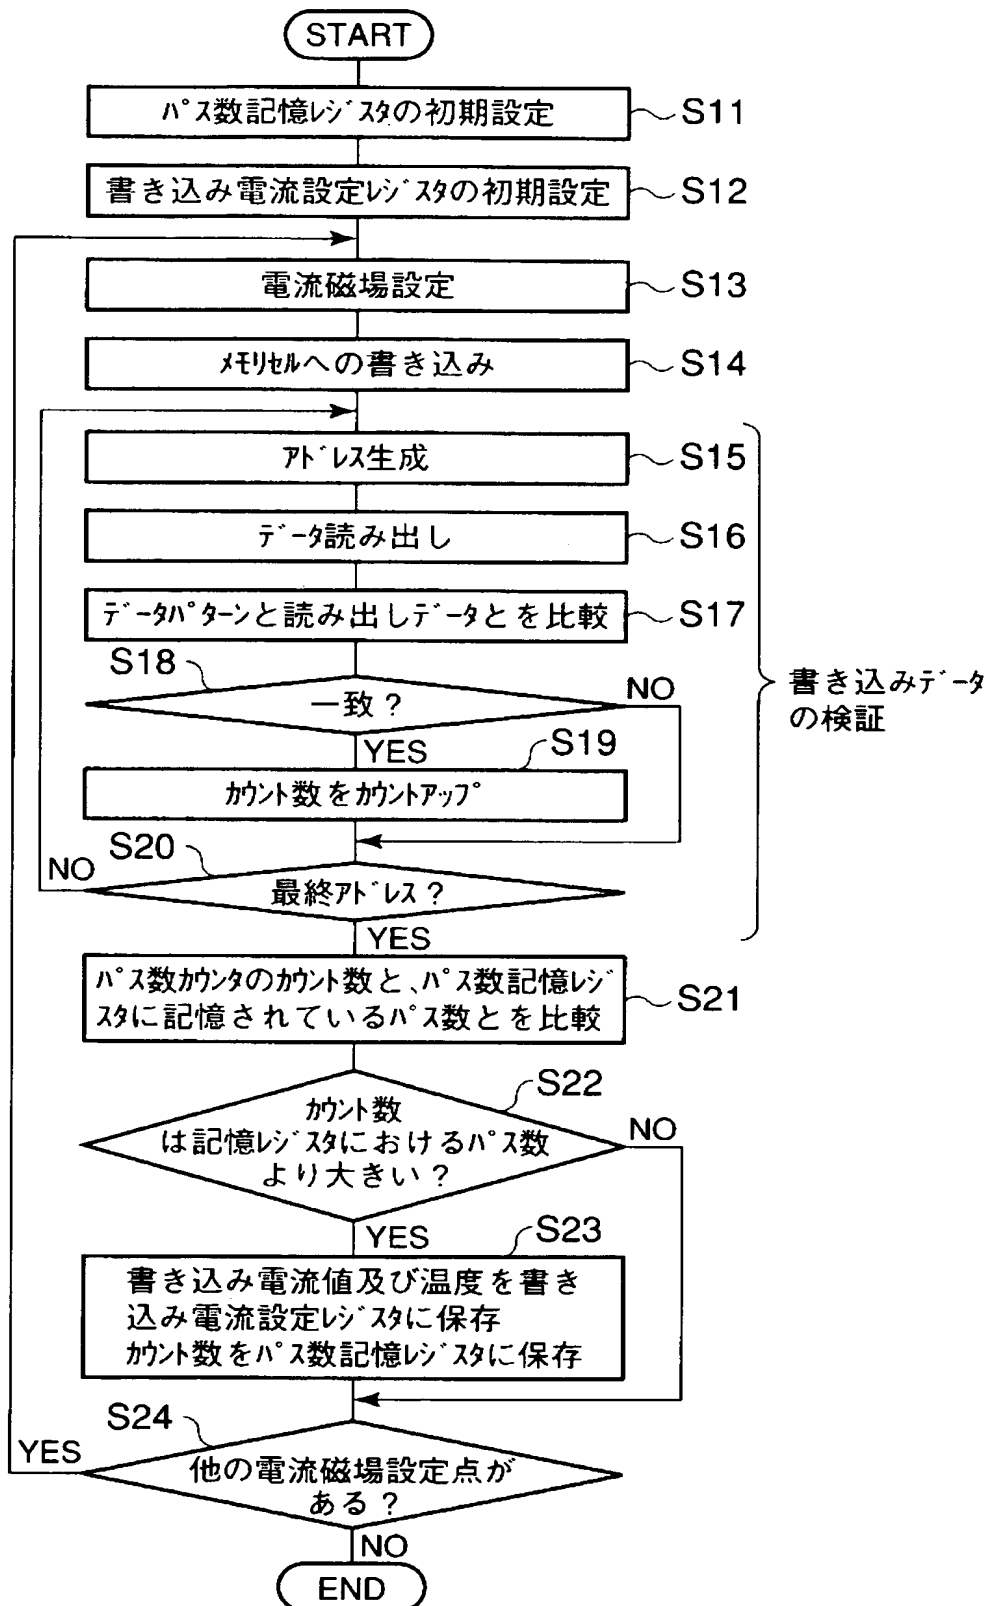 START
ﾊﾟｽ数記憶ﾚｼﾞｽﾀの初期設定
S11
書き込み電流設定ﾚｼﾞｽﾀの初期設定
S12
電流磁場設定
S13
ﾒﾓﾘｾﾙへの書き込み
S14
ｱﾄﾞﾚｽ生成
S15
ﾃﾞｰﾀ読み出し
S16
ﾃﾞｰﾀﾊﾟﾀｰﾝと読み出しﾃﾞｰﾀとを比較
S17
S18
一致?
NO
YES
書き込みﾃﾞｰﾀ
の検証
S19
ｶｳﾝﾄ数をｶｳﾝﾄｱｯﾌﾟ
S20
NO
最終ｱﾄﾞﾚｽ?
YES
ﾊﾟｽ数ｶｳﾝﾀのｶｳﾝﾄ数と、ﾊﾟｽ数記憶ﾚｼﾞ
ｽﾀに記憶されているﾊﾟｽ数とを比較
S21
S22
ｶｳﾝﾄ数
は記憶ﾚｼﾞｽﾀにおけるﾊﾟｽ数
より大きい?
NO
YES
S23
書き込み電流値及び温度を書き
込み電流設定ﾚｼﾞｽﾀに保存
ｶｳﾝﾄ数をﾊﾟｽ数記憶ﾚｼﾞｽﾀに保存
S24
YES
他の電流磁場設定点が
ある?
NO
END